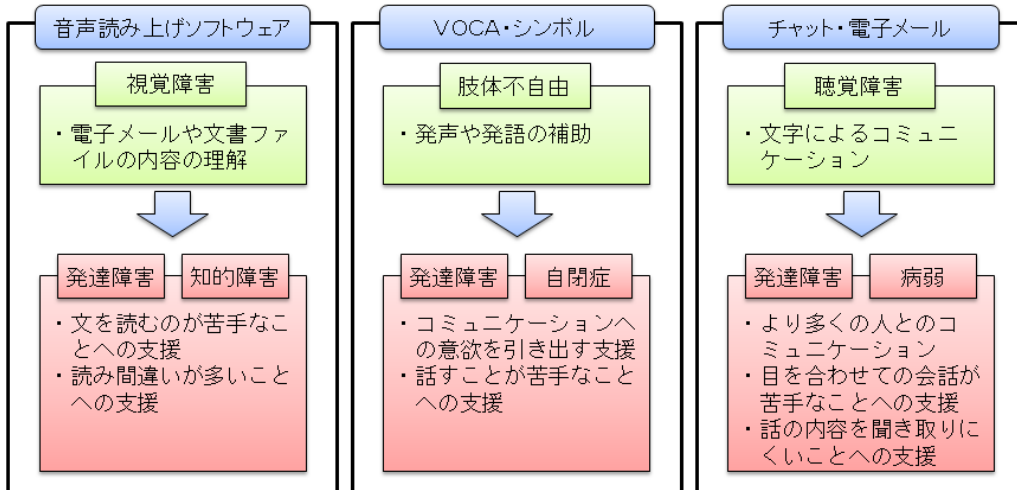 音声読み上げソフトウェア
視覚障害
・電子メールや文書ファ
イルの内容の理解
発達障害
知的障害
・文を読むのが苦手なこ
とへの支援
・読み間違いが多いこと
への支援
VOCA・シンボル
肢体不自由
・発声や発語の補助
発達障害
自閉症
・コミュニケーションへ
の意欲を引き出す支援
・話すことが苦手なこと
への支援
チャット・電子メール
聴覚障害
・文字によるコミュニ
ケーション
発達障害
病弱
・より多くの人とのコ
ミュニケーション
・目を合わせての会話が
苦手なことへの支援
・話の内容を聞き取りに
くいことへの支援